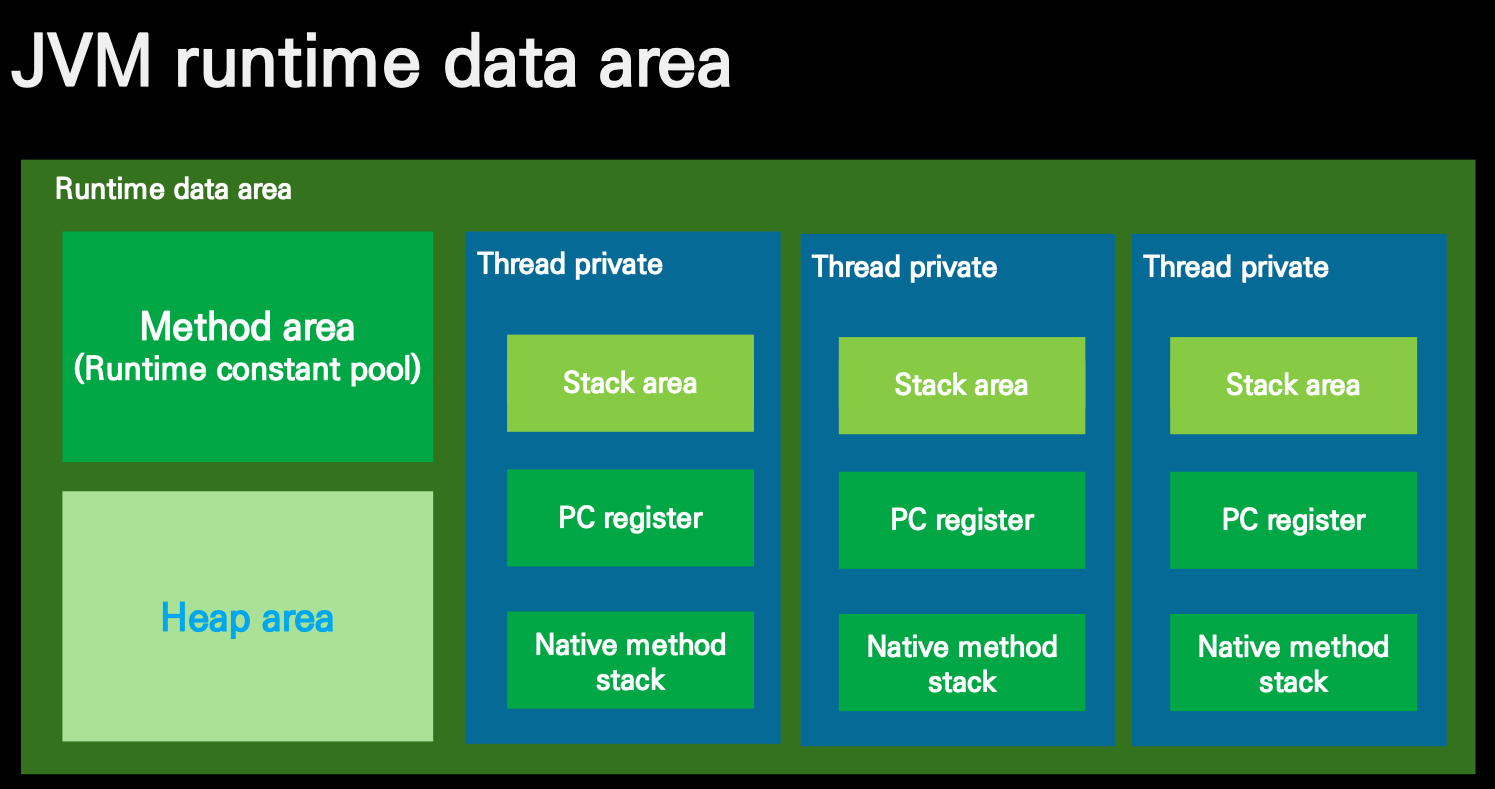 JVM runtime data area
Runtime data area
Method area
(Runtime constant pool)
Heap area
Thread private
Stack area
PC register
Native method
stack
Thread private
Stack area
PC register
Native method
stack
Thread private
Stack area
PC register
Native method
stack